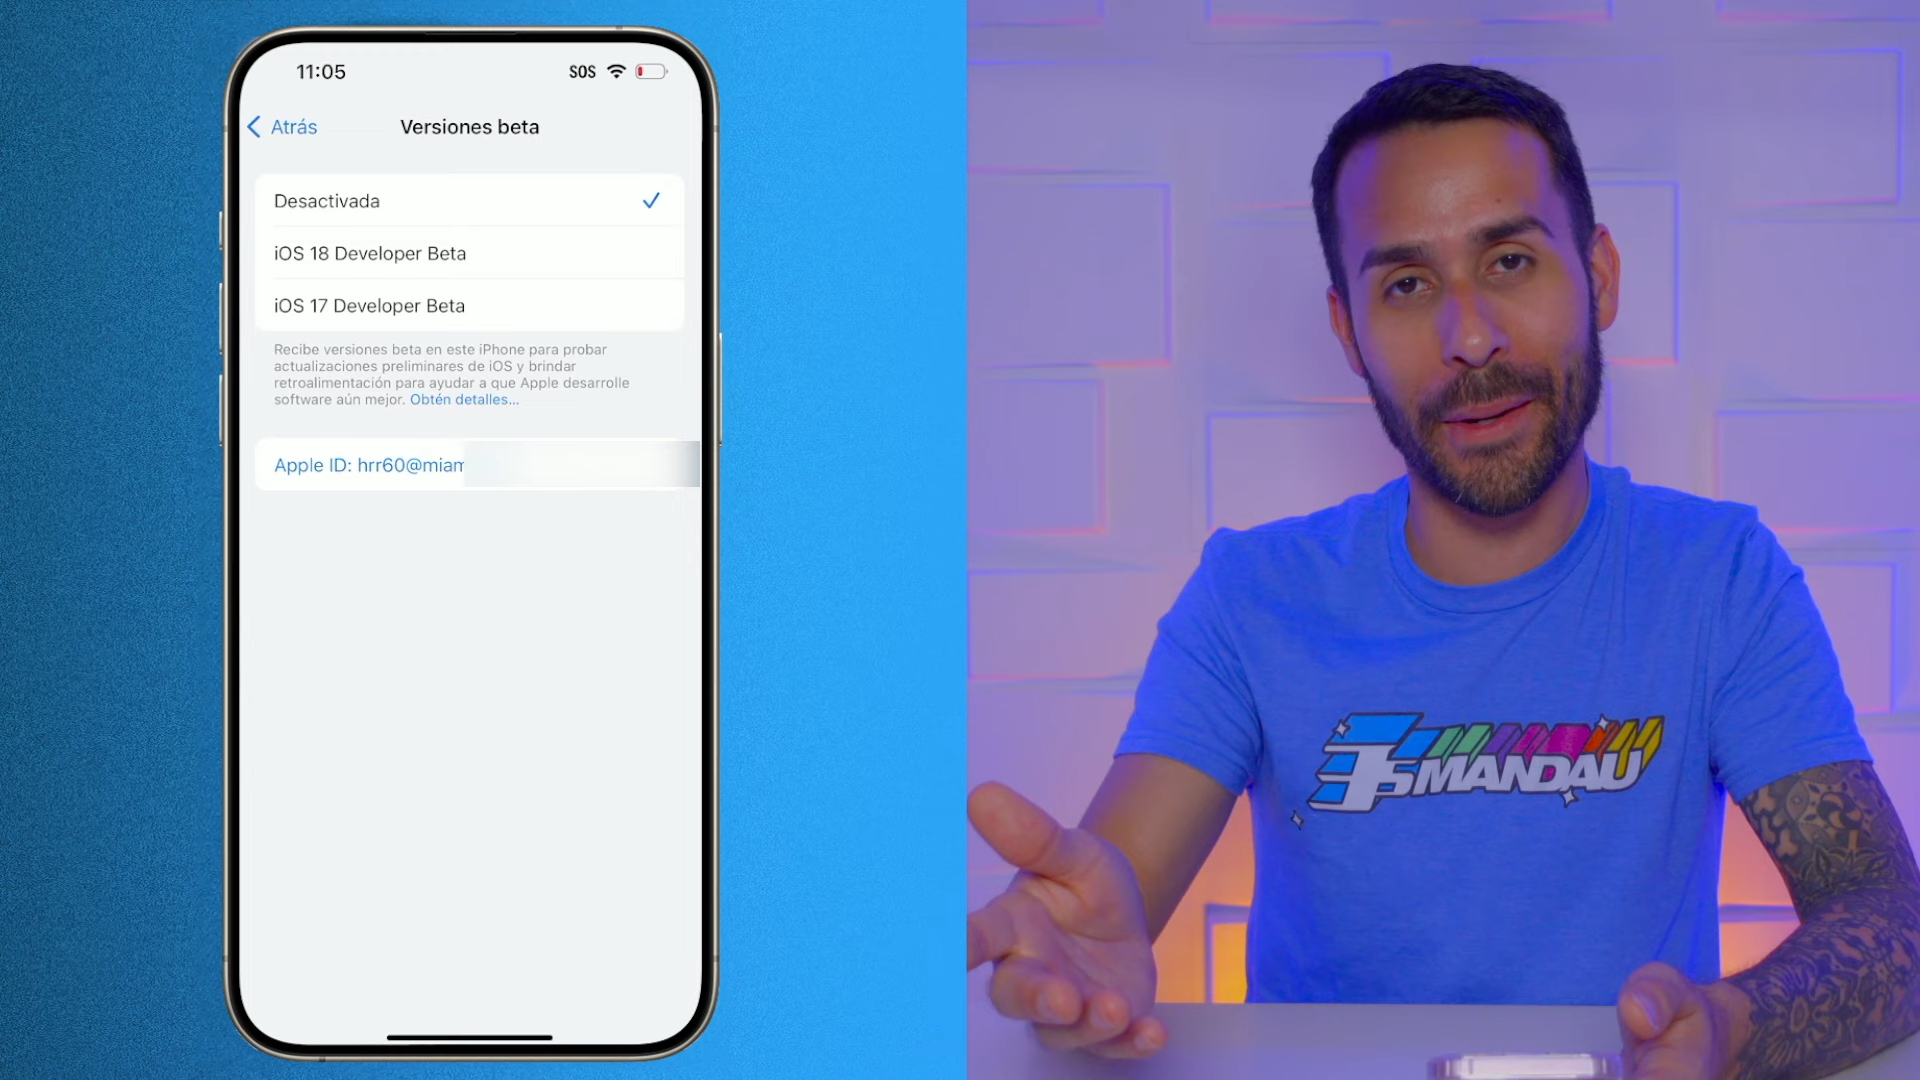 11:05
SOS
Atrás
Versiones beta
Desactivada
iOS 18 Developer Beta
iOS 17 Developer Beta
Recibe versiones beta en este iPhone para probar
actualizaciones preliminares de iOS y brindar
retroalimentación para ayudar a que Apple desarrolle
software aún mejor. Obtén detalles...
Apple ID: hrr60@miam
ISMANDAU